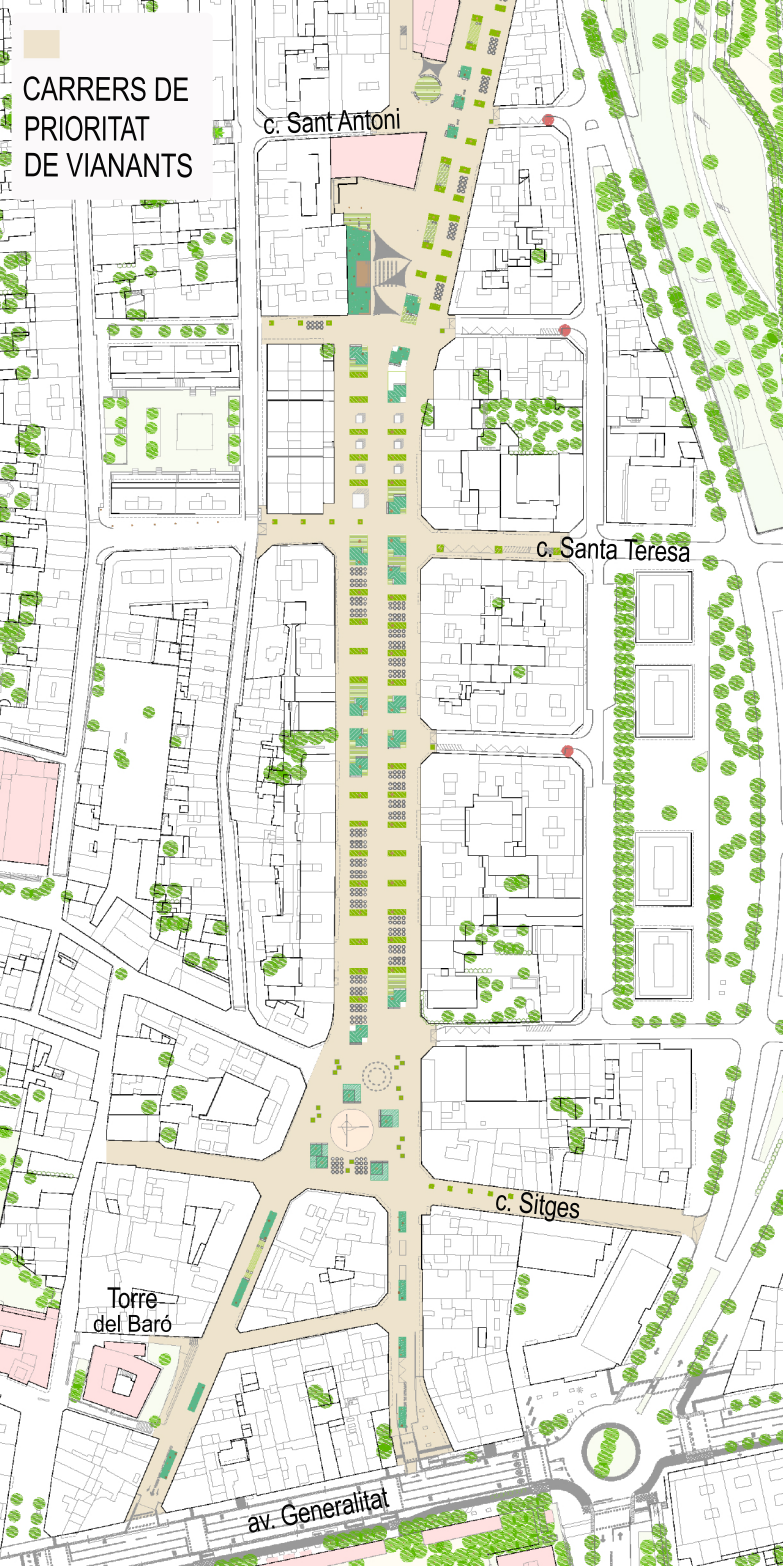 CARRERS DE
PRIORITAT
DE VIANANTS
c. Sant Antoni
c. Santa Teresa
c. Sitges
Torre
del Baró
av. Generalitat